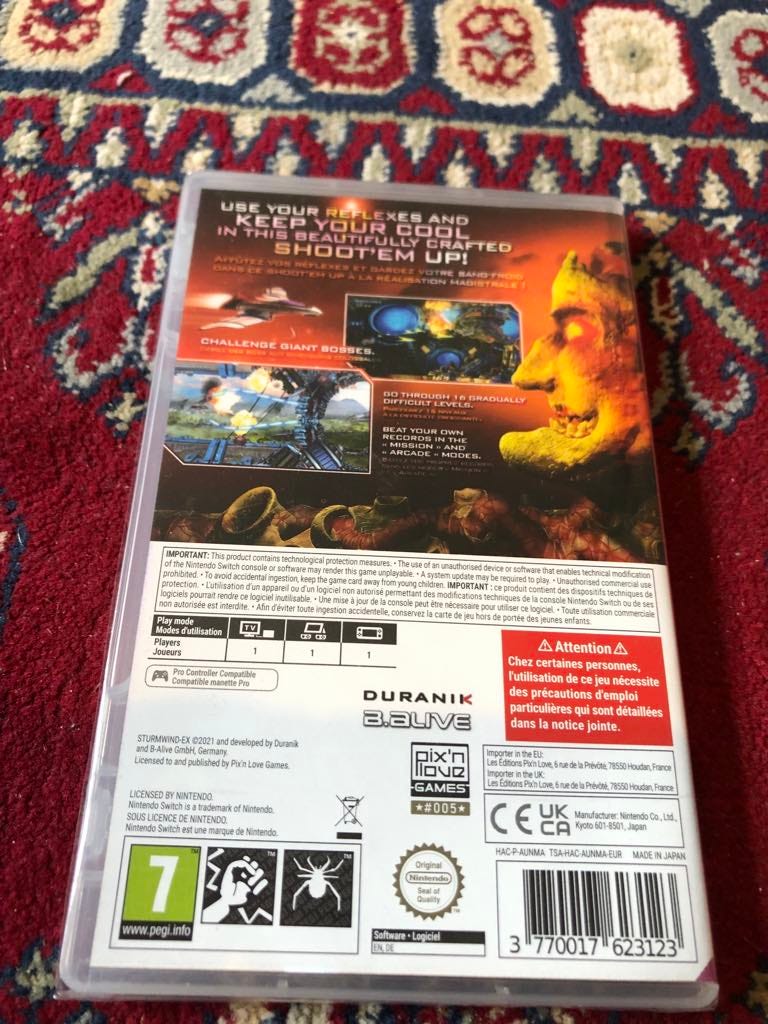 USE YOUR REFLEXES AND
KEEP YOUR COOL
IN THIS BEAUTIFULLY CRAFTED
SHOOT'EM UP!
AFFÛTEZ VOS RÉFLEXES ET GARDEZ VOTRE SANG-FROID
DANS CE SHOOT'EM UP À LA RÉALISATION MAGISTRALE !
CHALLENGE GIANT BOSSES.
GO THROUGH 16 GRADUALLY
DIFFICULT LEVELS.
PARCOUREZ 16 NIVEAUX
À LA DIFFICULTÉ CROISSANTE.
BEAT YOUR OWN
RECORDS IN THE
« MISSION » AND
« ARCADE » MODES.
IMPORTANT: This product contains technological protection measures. • The use of an unauthorised device or software that enables technical modification
of the Nintendo Switch console or software may render this game unplayable. • A system update may be required to play. • Unauthorised commercial use
prohibited. • To avoid accidental ingestion, keep the game card away from young children. IMPORTANT : ce produit contient des dispositifs techniques de
protection. • L'utilisation d'un appareil ou d'un logiciel non autorisé permettant des modifications techniques de la console Nintendo Switch ou de ses
logiciels pourrait rendre ce logiciel inutilisable. • Une mise à jour de la console peut être nécessaire pour utiliser ce logiciel. • Toute utilisation commerciale
non autorisée est interdite. • Afin d'éviter toute ingestion accidentelle, conservez la carte de jeu hors de portée des jeunes enfants.
Play mode
Modes d'utilisation
TV
Players
Joueurs
1
1
1
Pro Controller Compatible
Compatible manette Pro
Attention
Chez certaines personnes,
l'utilisation de ce jeu nécessite
des précautions d'emploi
particulières qui sont détaillées
dans la notice jointe.
DURANIK
B.ALIVE
STURMWIND-EX ©2021 and developed by Duranik
and B-Alive GmbH, Germany.
Licensed and to published by Pix'n Love Games.
pix'n
love
-GAMES-
★#005★
Importer in the EU:
Les Éditions Pix'n Love, 6 rue de la Prévôté, 78550 Houdan, France
Importer in the UK:
Les Éditions Pix'n Love, 6 rue de la Prévôté, 78550 Houdan, France
LICENSED BY NINTENDO.
Nintendo Switch is a trademark of Nintendo.
SOUS LICENCE DE NINTENDO.
Nintendo Switch est une marque de Nintendo.
CE UK
CA
Manufacturer: Nintendo Co., Ltd.,
Kyoto 601-8501, Japan
HAC-P-AUNMA TSA-HAC-AUNMA-EUR MADE IN JAPAN
7
TM
TM
TM
www.pegi.info
Original
Nintendo
Seal of
Quality
TM
Software • Logiciel
EN, DE
3 770017 623123